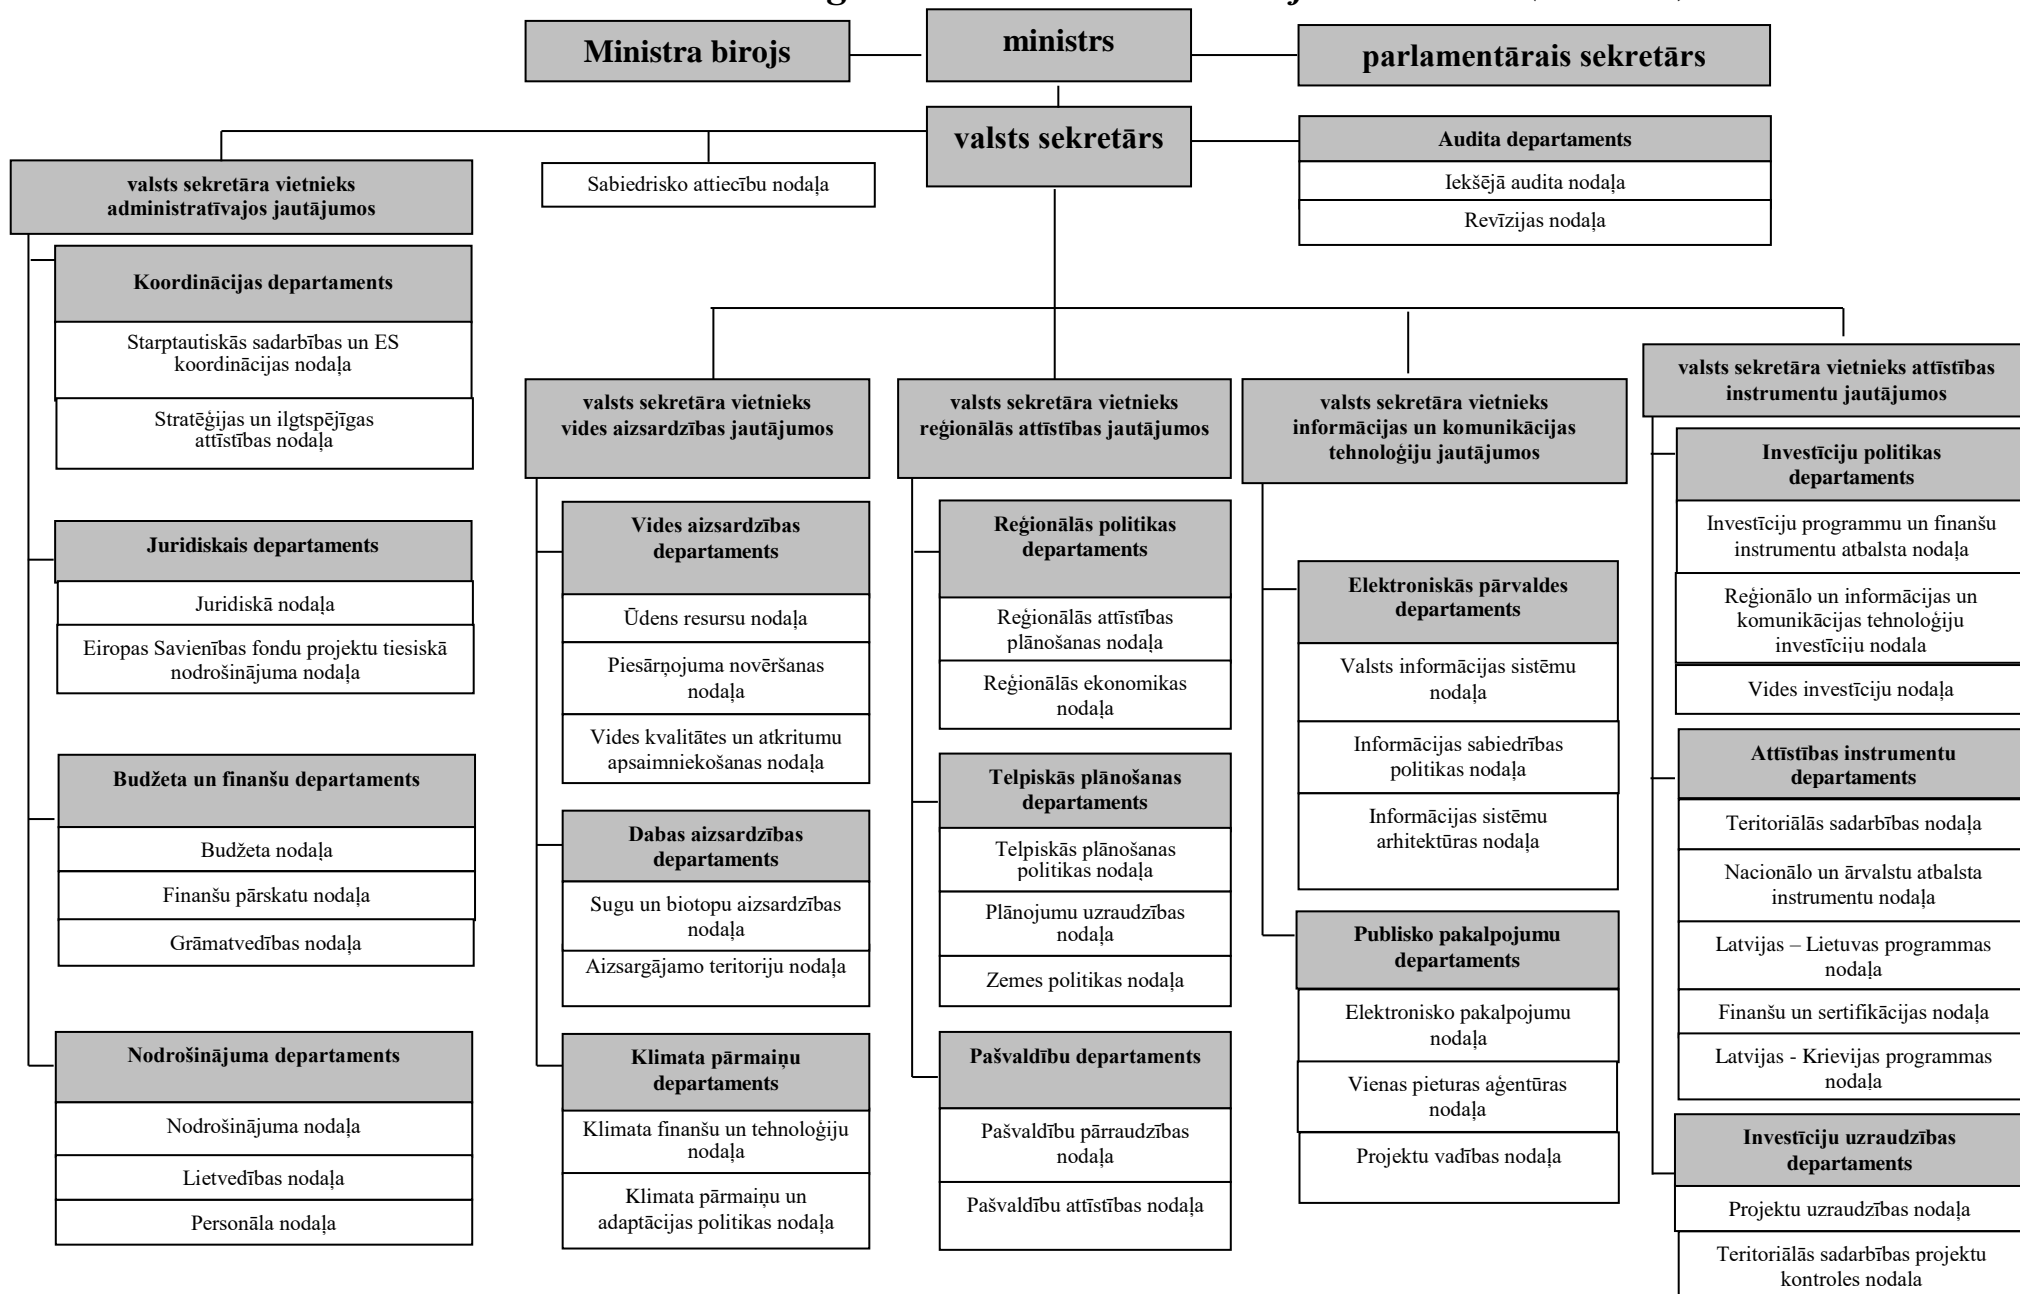 Ministra birojs
ministrs
parlamentārais sekretārs
valsts sekretārs
Sabiedrisko attiecību nodaļa
Audita departaments
Iekšējā audita nodaļa
Revīzijas nodaļa
valsts sekretāra vietnieks
administratīvajos jautājumos
Koordinācijas departaments
Starptautiskās sadarbības un ES
koordinācijas nodaļa
Stratēģijas un ilgtspējīgas
attīstības nodaļa
Juridiskais departaments
Juridiskā nodaļa
Eiropas Savienības fondu projektu tiesiskā
nodrošinājuma nodaļa
Budžeta un finanšu departaments
Budžeta nodaļa
Finanšu pārskatu nodaļa
Grāmatvedības nodaļa
Nodrošinājuma departaments
Nodrošinājuma nodaļa
Lietvedības nodaļa
Personāla nodaļa
valsts sekretāra vietnieks
vides aizsardzības jautājumos
Vides aizsardzības
departaments
Ūdens resursu nodaļa
Piesārņojuma novēršanas
nodaļa
Vides kvalitātes un atkritumu
apsaimniekošanas nodaļa
Dabas aizsardzības
departaments
Sugu un biotopu aizsardzības
nodaļa
Aizsargājamo teritoriju nodaļa
Klimata pārmaiņu
departaments
Klimata finanšu un tehnoloģiju
nodaļa
Klimata pārmaiņu un
adaptācijas politikas nodaļa
valsts sekretāra vietnieks
reģionālās attīstības jautājumos
Reģionālās politikas
departaments
Reģionālās attīstības
plānošanas nodaļa
Reģionālās ekonomikas
nodaļa
Telpiskās plānošanas
departaments
Telpiskās plānošanas
politikas nodaļa
Plānojumu uzraudzības
nodaļa
Zemes politikas nodaļa
Pašvaldību departaments
Pašvaldību pārraudzības
nodaļa
Pašvaldību attīstības nodaļa
valsts sekretāra vietnieks
informācijas un komunikācijas
tehnoloģiju jautājumos
Elektroniskās pārvaldes
departaments
Valsts informācijas sistēmu
nodaļa
Informācijas sabiedrības
politikas nodaļa
Informācijas sistēmu
arhitektūras nodaļa
Publisko pakalpojumu
departaments
Elektronisko pakalpojumu
nodaļa
Vienas pieturas aģentūras
nodaļa
Projektu vadības nodaļa
valsts sekretāra vietnieks attīstības
instrumentu jautājumos
Investīciju politikas
departaments
Investīciju programmu un finanšu
instrumentu atbalsta nodaļa
Reģionālo un informācijas un
komunikācijas tehnoloģiju
investīciju nodaļa
Vides investīciju nodaļa
Attīstības instrumentu
departaments
Teritoriālās sadarbības nodaļa
Nacionālo un ārvalstu atbalsta
instrumentu nodaļa
Latvijas – Lietuvas programmas
nodaļa
Finanšu un sertifikācijas nodaļa
Latvijas - Krievijas programmas
nodaļa
Investīciju uzraudzības
departaments
Projektu uzraudzības nodaļa
Teritoriālās sadarbības projektu
kontroles nodaļa